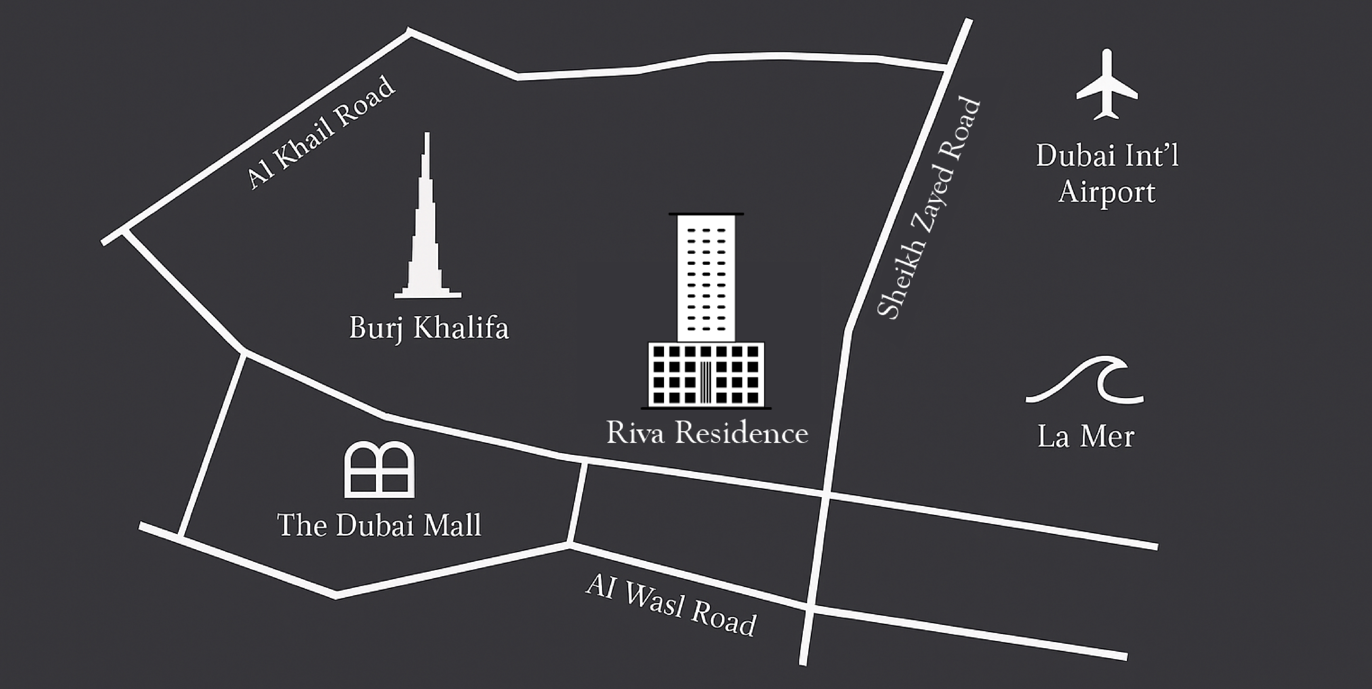 Al Khail Road
Sheikh Zayed Road
Dubai Int'l
Airport
Burj Khalifa
Riva Residence
La Mer
The Dubai Mall
Al Wasl Road